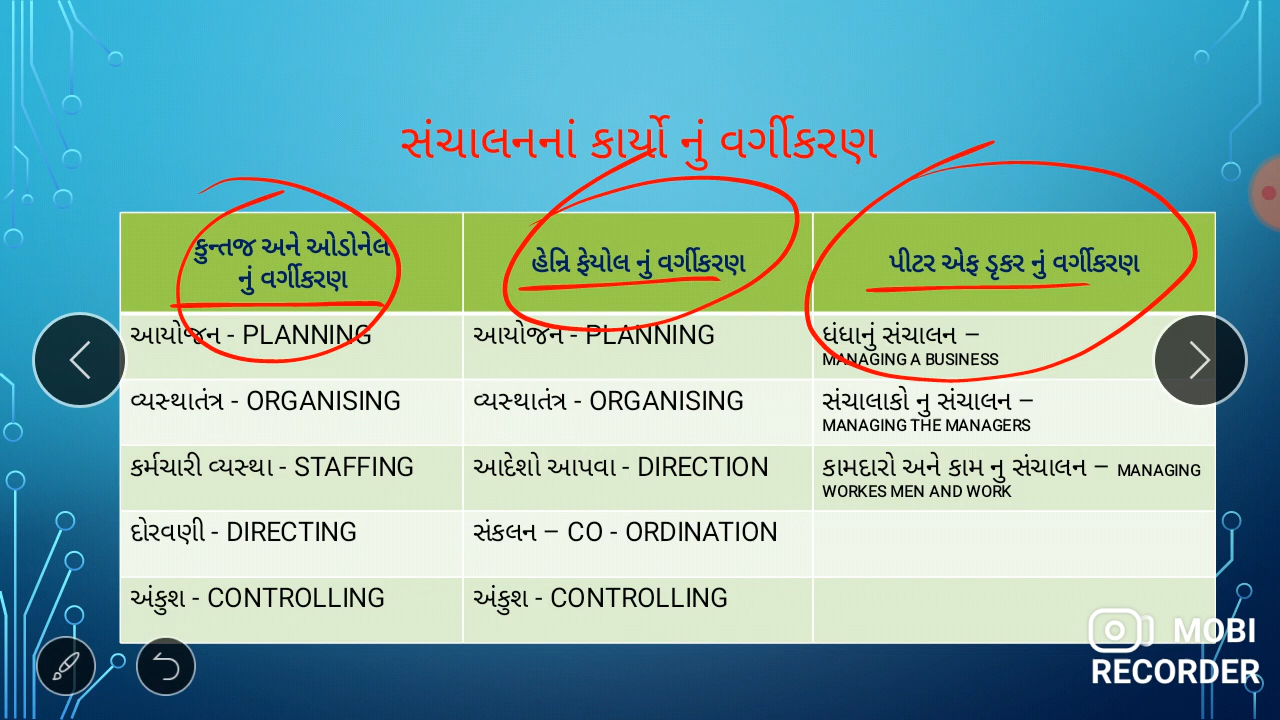 સંચાલનનાં કાર્યો નું વર્ગીકરણ
કુન્તજ અને ઓડોનેલ
નું વર્ગીકરણ
હેન્રિ ફેયોલ નું વર્ગીકરણ
પીટર એફ ડૃકર નું વર્ગીકરણ
આયોજન - PLANNING
આયોજન - PLANNING
ધંધાનું સંચાલન –
MANAGING A BUSINESS
વ્યસ્થાતંત્ર - ORGANISING
વ્યસ્થાતંત્ર - ORGANISING
સંચાલાકો નુ સંચાલન –
MANAGING THE MANAGERS
કર્મચારી વ્યસ્થા - STAFFING
આદેશો આપવા - DIRECTION
કામદારો અને કામ નુ સંચાલન – MANAGING
WORKES MEN AND WORK
દોરવણી - DIRECTING
સંકલન – CO - ORDINATION
અંકુશ - CONTROLLING
અંકુશ - CONTROLLING
MOBI
RECORDER